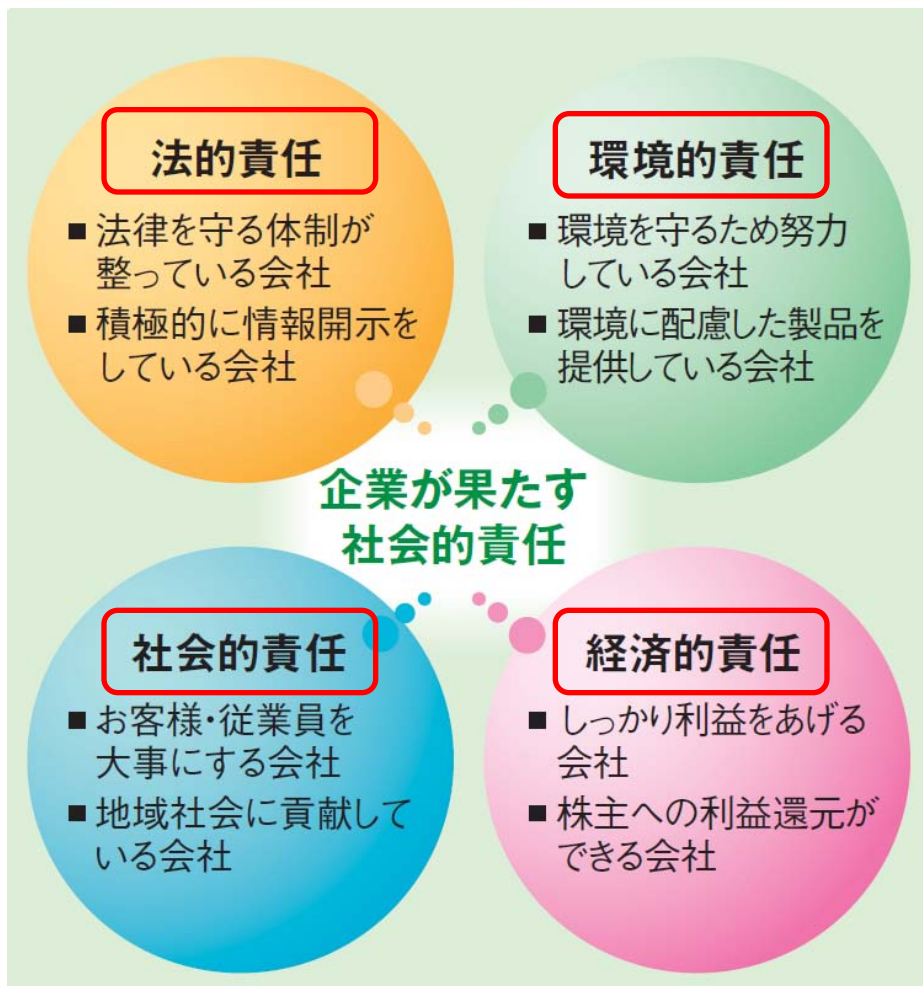 法的責任
■ 法律を守る体制が
整っている会社
■ 積極的に情報開示を
している会社
環境的責任
■ 環境を守るため努力
している会社
■ 環境に配慮した製品を
提供している会社
企業が果たす
社会的責任
社会的責任
■ お客様・従業員を
大事にする会社
■ 地域社会に貢献して
いる会社
経済的責任
■ しっかり利益をあげる
会社
■ 株主への利益還元が
できる会社